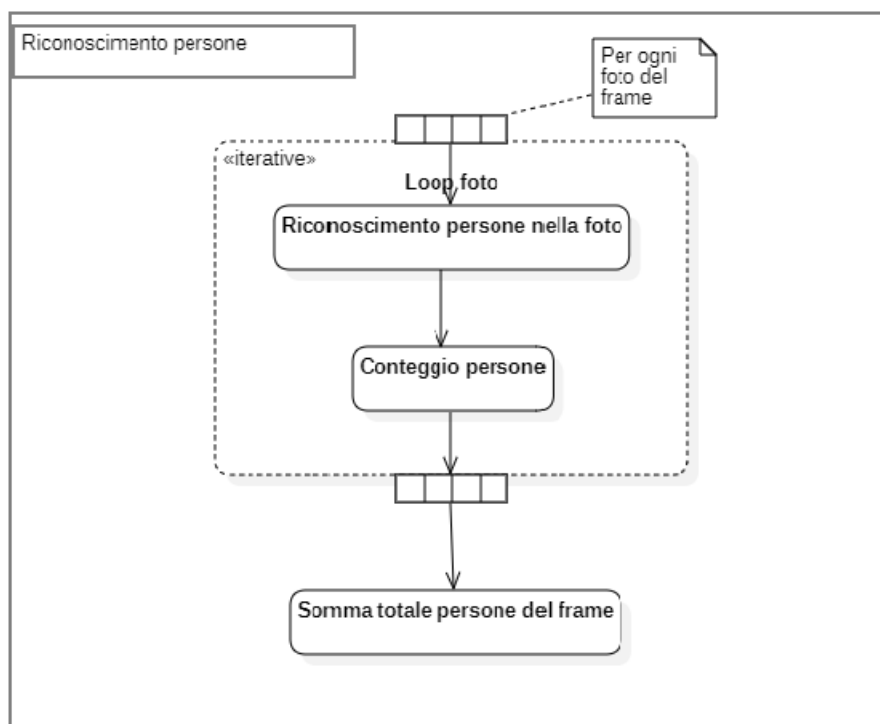 Riconoscimento persone
Per ogni
foto del
frame
«iterative»
Loop foto
Riconoscimento persone nella foto
Conteggio persone
Somma totale persone del frame